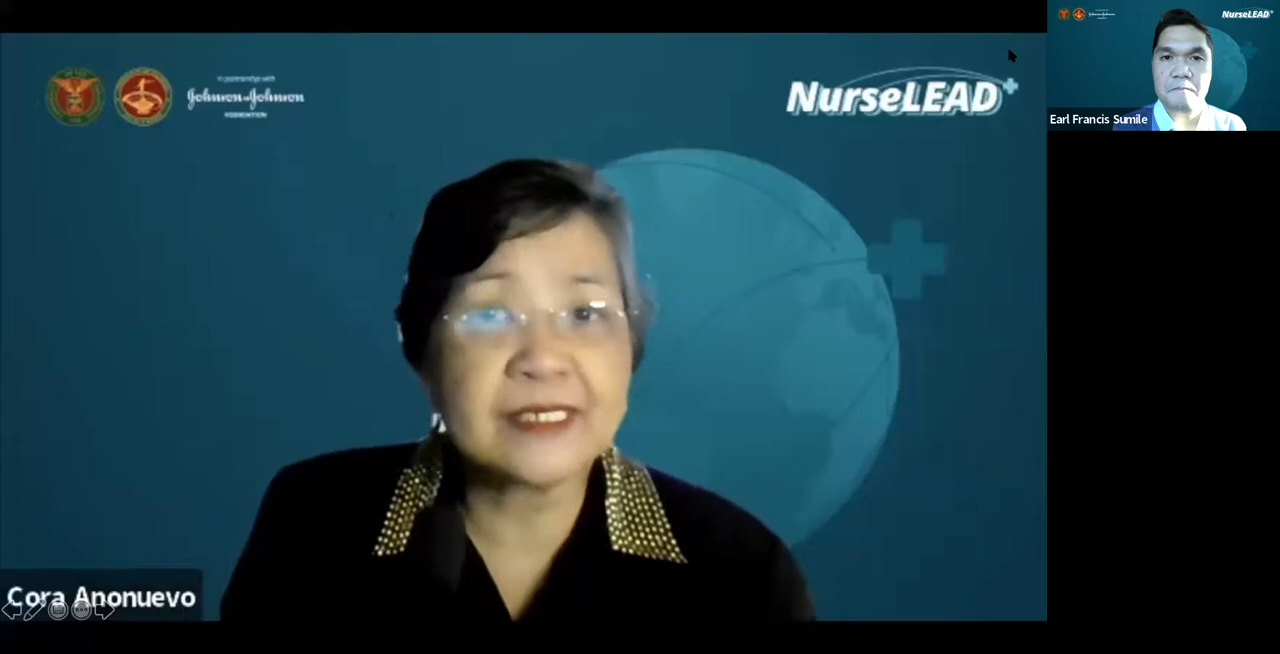 In partnership with
Johnson&Johnson
FOUNDATION
NurseLEAD
Cora Anonuevo
NurseLEAD
Earl Francis Sumile